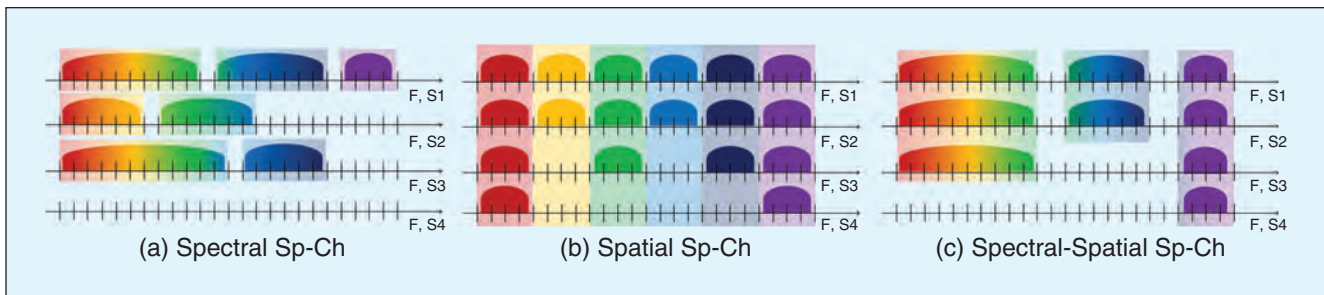 F, S1
F, S2
F, S3
F, S4
(a) Spectral Sp-Ch
F, S1
F, S2
F, S3
F, S4
(b) Spatial Sp-Ch
F, S1
F, S2
F, S3
F, S4
(c) Spectral-Spatial Sp-Ch